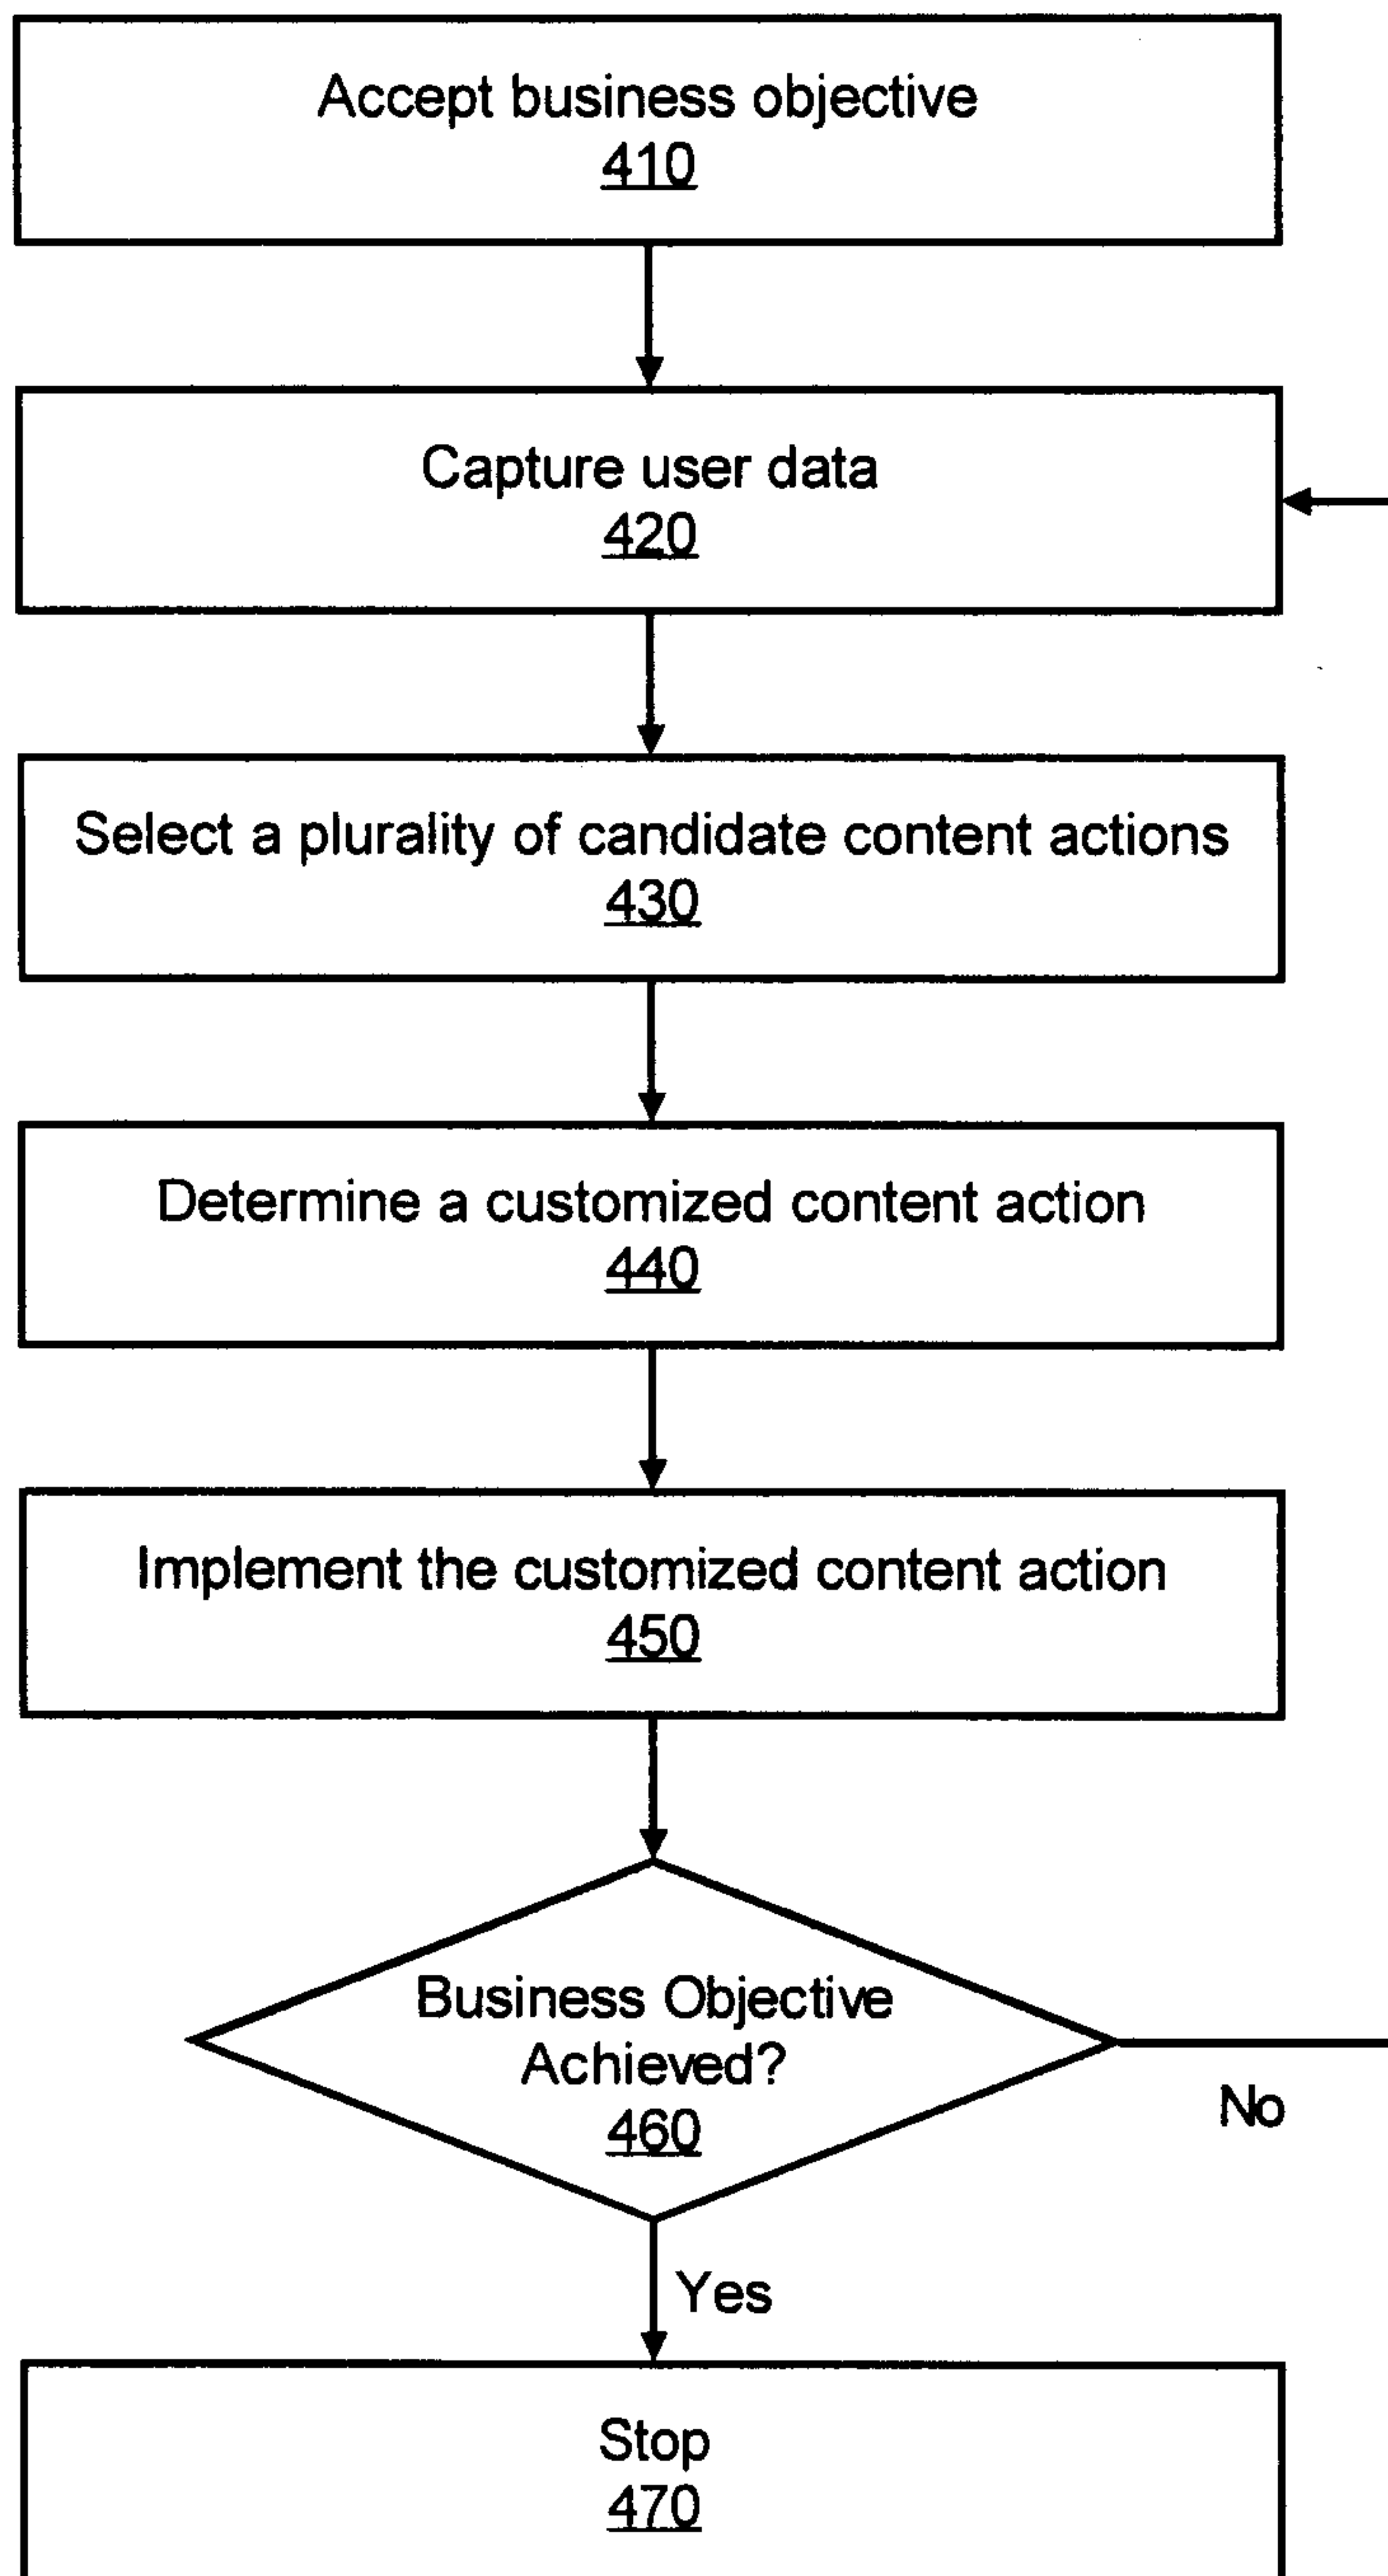 Accept business objective
410
Capture user data
420
Select a plurality of candidate content actions
430
Determine a customized content action
440
Implement the customized content action
450
Business Objective
Achieved?
460
No
Yes
Stop
470